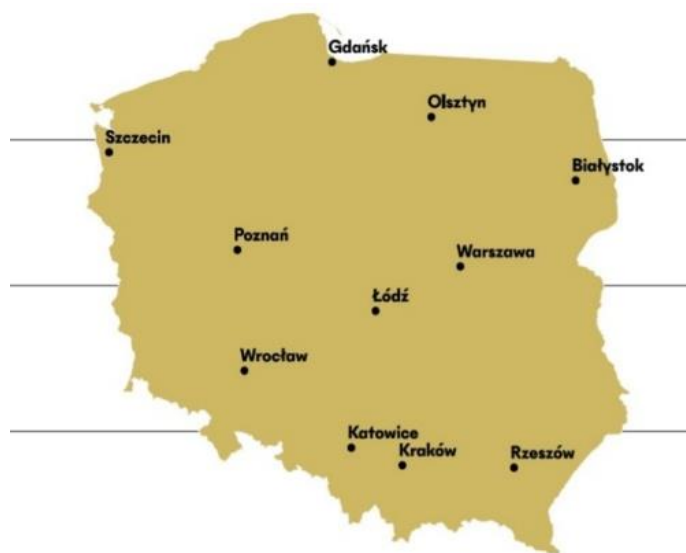 Gdańsk
Olsztyn
Szczecin
Białystok
Poznań
Warszawa
Łódź
Wrocław
Katowice
Kraków
Rzeszów